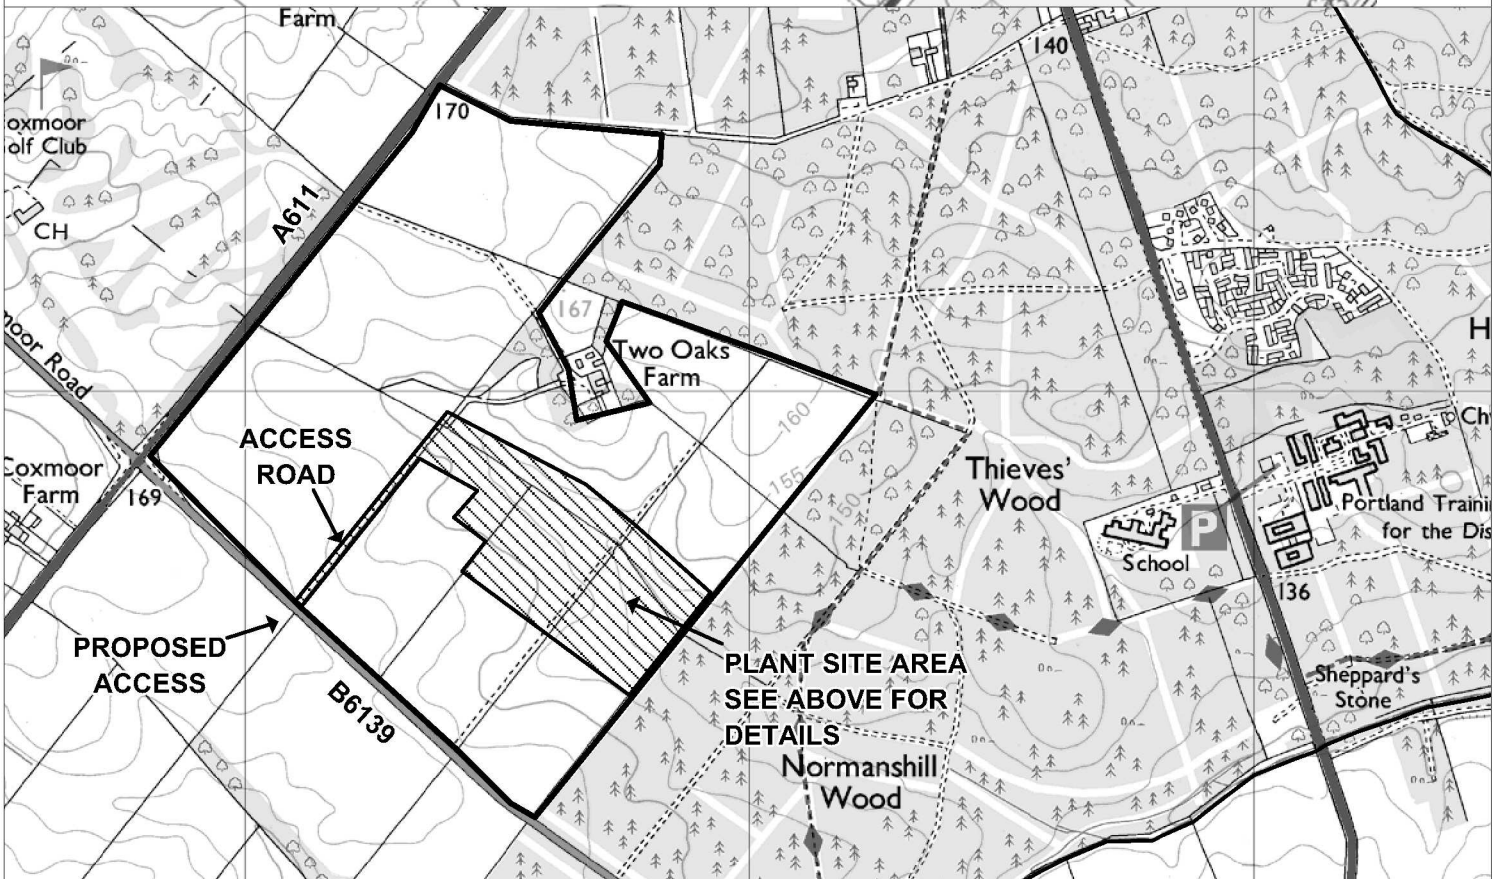 Farm
140
170
oxmoor
olf Club
CH
A611
moor Road
167
Two Oaks
Farm
H
160
155
150
ACCESS
ROAD
Coxmoor
Farm
169
Thieves'
Wood
P
School
Ch
Portland Traini
for the Dis
136
PROPOSED
ACCESS
B6139
PLANT SITE AREA
SEE ABOVE FOR
DETAILS
Normanshill
Wood
Sheppard's
Stone